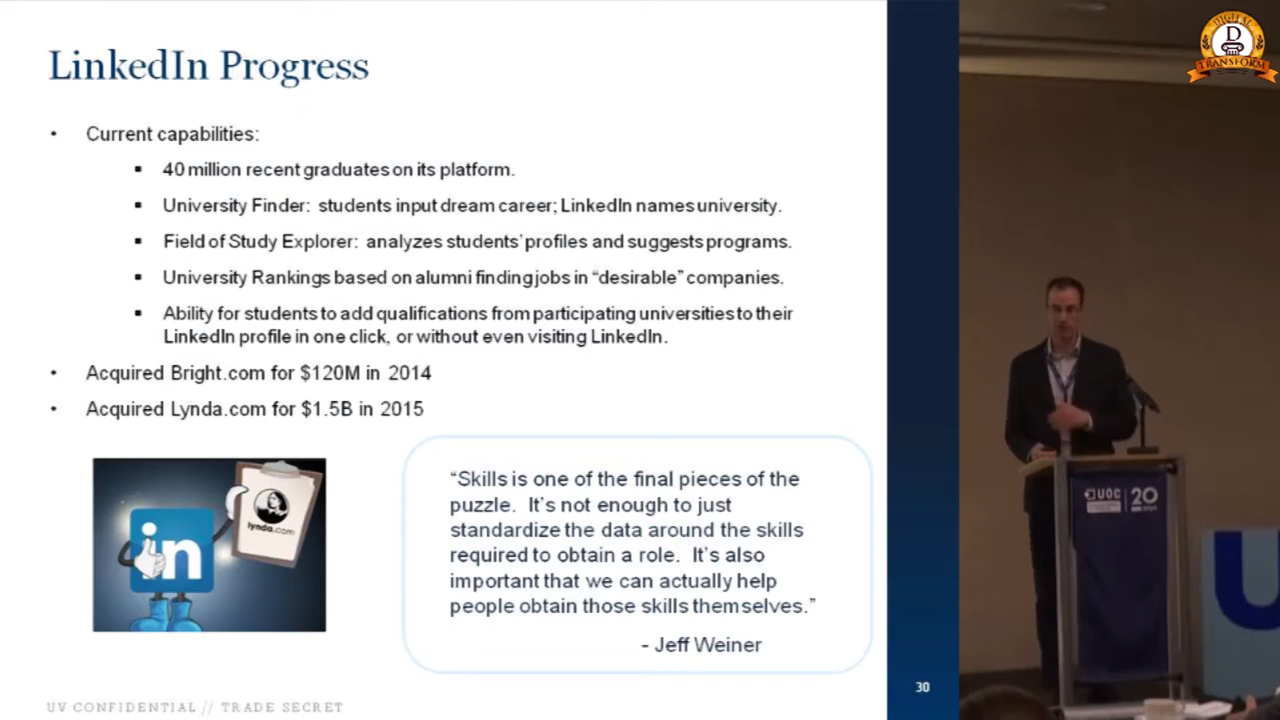 LinkedIn Progress
• Current capabilities:
▪ 40 million recent graduates on its platform.
▪ University Finder: students input dream career; LinkedIn names university.
▪ Field of Study Explorer: analyzes students' profiles and suggests programs.
▪ University Rankings based on alumni finding jobs in “desirable” companies.
▪ Ability for students to add qualifications from participating universities to their
LinkedIn profile in one click, or without even visiting LinkedIn.
• Acquired Bright.com for $120M in 2014
• Acquired Lynda.com for $1.5B in 2015
in
lynda.com
“Skills is one of the final pieces of the
puzzle. It’s not enough to just
standardize the data around the skills
required to obtain a role. It’s also
important that we can actually help
people obtain those skills themselves.”
- Jeff Weiner
UV CONFIDENTIAL // TRADE SECRET
30
DIGITAL
D
TRANSFORM
UOC
20
U